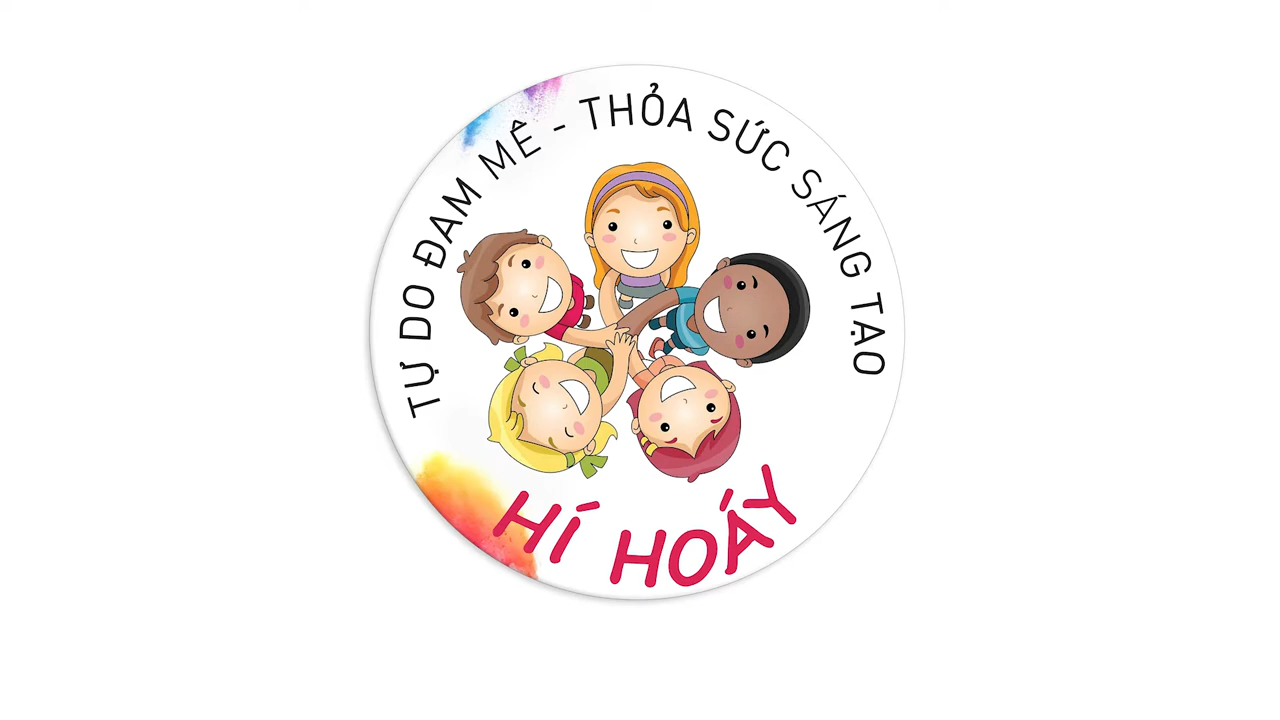 TỰ DO ĐAM MÊ - THỎA SỨC SÁNG TẠO
HÍ HOÁY